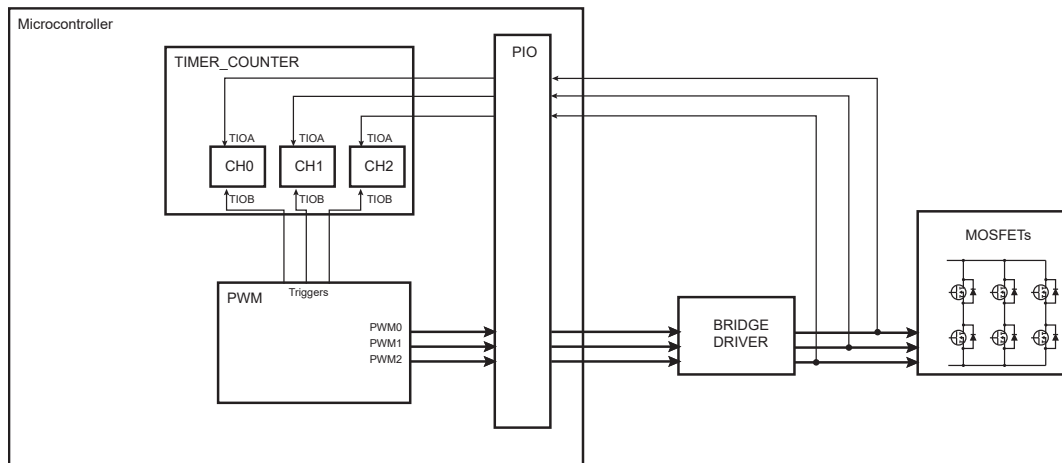 Microcontroller
PIO
TIMER_COUNTER
TIOA
TIOA
TIOA
CH0
CH1
CH2
TIOB
TIOB
TIOB
MOSFETs
Triggers
PWM
PWM0
PWM1
PWM2
BRIDGE
DRIVER